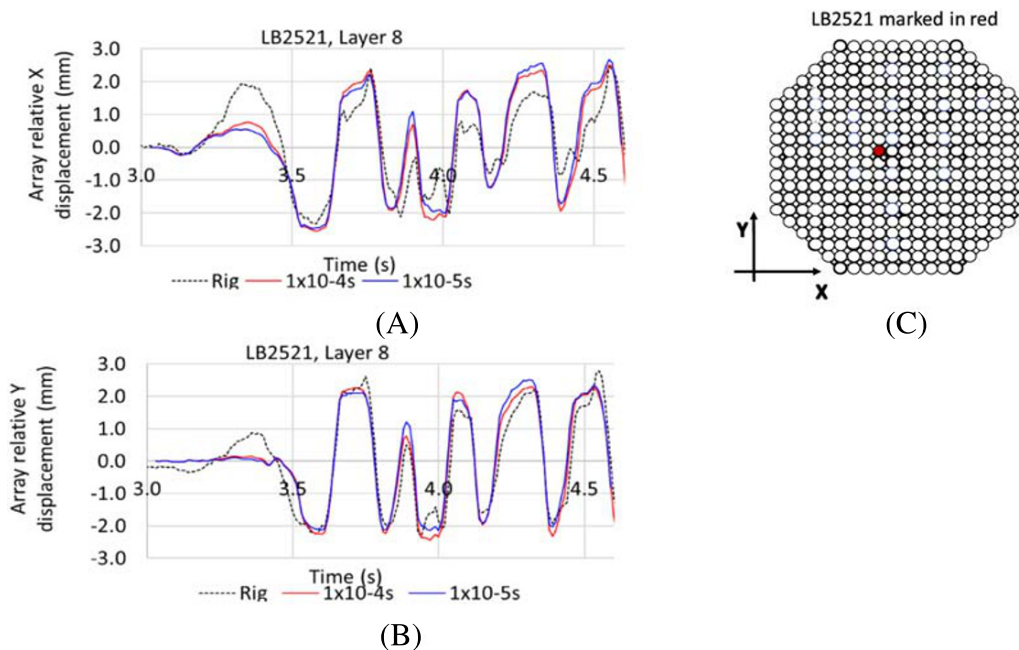 LB2521, Layer 8
Array relative X
displacement (mm)
3.0
2.0
1.0
0.0
-1.0
-2.0
-3.0
3.0
3.5
4.0
4.5
Time (s)
Rig
1x10-4s
1x10-5s
(A)
LB2521 marked in red
Y
X
(C)
LB2521, Layer 8
Array relative Y
displacement (mm)
3.0
2.0
1.0
0.0
-1.0
-2.0
-3.0
3.0
3.5
4.0
4.5
Time (s)
Rig
1x10-4s
1x10-5s
(B)